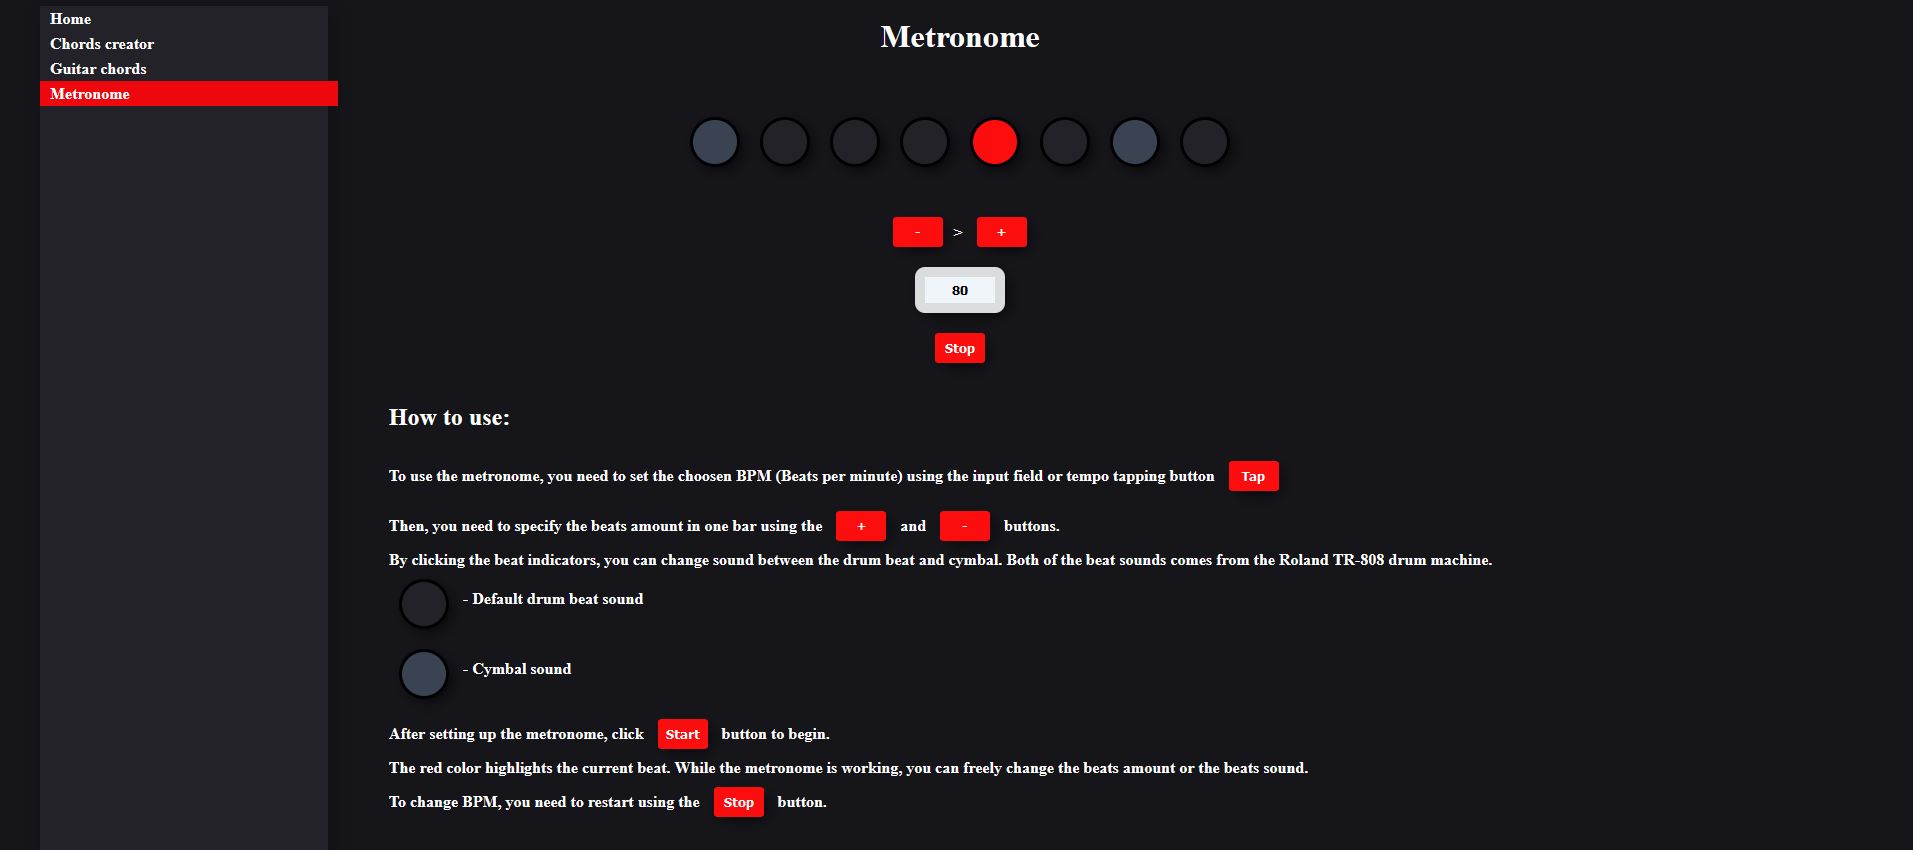 Home
Chords creator
Guitar chords
Metronome
Metronome
- > +
80
Stop
How to use:
To use the metronome, you need to set the choosen BPM (Beats per minute) using the input field or tempo tapping button Tap
Then, you need to specify the beats amount in one bar using the + and - buttons.
By clicking the beat indicators, you can change sound between the drum beat and cymbal. Both of the beat sounds comes from the Roland TR-808 drum machine.
- Default drum beat sound
- Cymbal sound
After setting up the metronome, click Start button to begin.
The red color highlights the current beat. While the metronome is working, you can freely change the beats amount or the beats sound.
To change BPM, you need to restart using the Stop button.